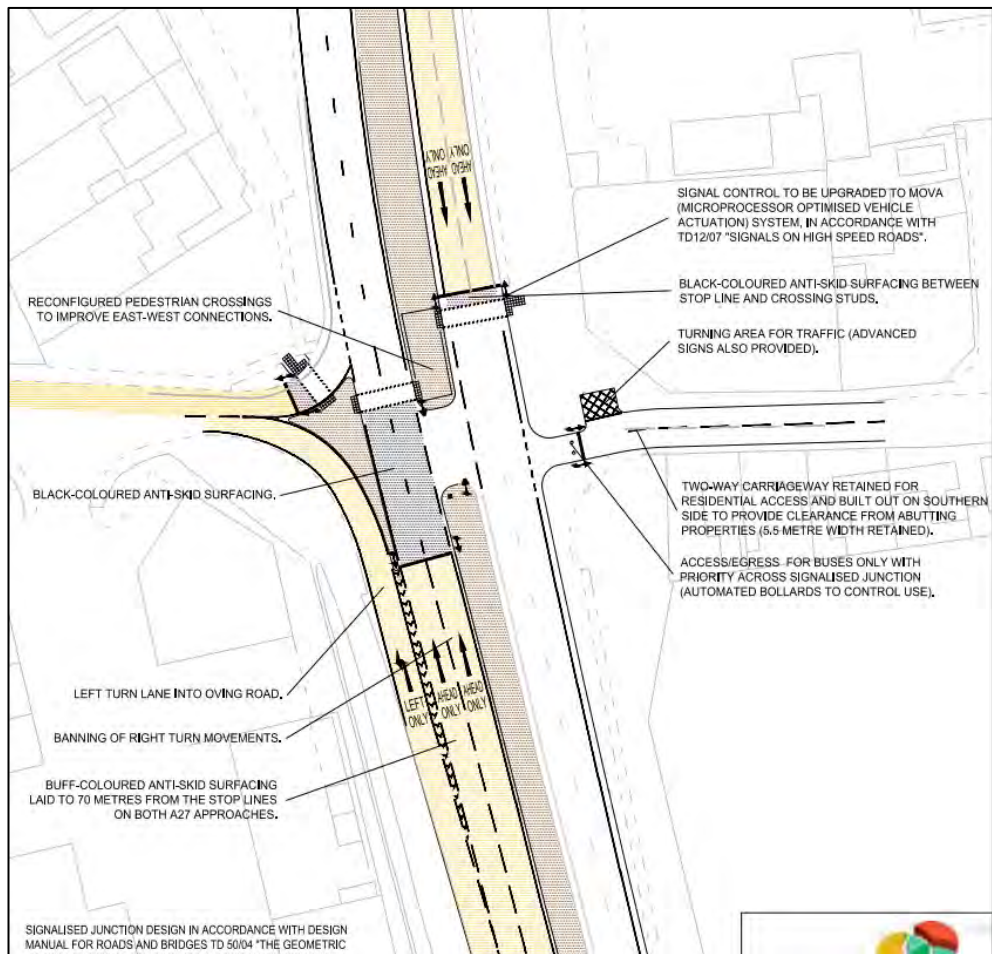 ONLY ONLY
AHEAD AHEAD
SIGNAL CONTROL TO BE UPGRADED TO MOVA
(MICROPROCESSOR OPTIMISED VEHICLE
ACTUATION) SYSTEM, IN ACCORDANCE WITH
TD12/07 "SIGNALS ON HIGH SPEED ROADS".
BLACK-COLOURED ANTI-SKID SURFACING BETWEEN
STOP LINE AND CROSSING STUDS.
RECONFIGURED PEDESTRIAN CROSSINGS
TO IMPROVE EAST-WEST CONNECTIONS.
TURNING AREA FOR TRAFFIC (ADVANCED
SIGNS ALSO PROVIDED).
BLACK-COLOURED ANTI-SKID SURFACING.
TWO-WAY CARRIAGEWAY RETAINED FOR
RESIDENTIAL ACCESS AND BUILT OUT ON SOUTHERN
SIDE TO PROVIDE CLEARANCE FROM ABUTTING
PROPERTIES (5.5 METRE WIDTH RETAINED).
ACCESS/EGRESS FOR BUSES ONLY WITH
PRIORITY ACROSS SIGNALISED JUNCTION
(AUTOMATED BOLLARDS TO CONTROL USE).
LEFT TURN LANE INTO OVING ROAD.
LEFT AHEAD AHEAD
ONLY ONLY ONLY
BANNING OF RIGHT TURN MOVEMENTS.
BUFF-COLOURED ANTI-SKID SURFACING
LAID TO 70 METRES FROM THE STOP LINES
ON BOTH A27 APPROACHES.
SIGNALISED JUNCTION DESIGN IN ACCORDANCE WITH DESIGN
MANUAL FOR ROADS AND BRIDGES TD 50/04 "THE GEOMETRIC